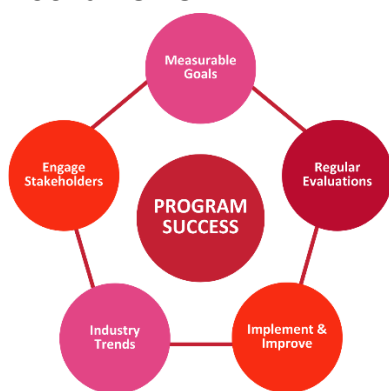 Measurable
Goals
Engage
Stakeholders
Regular
Evaluations
PROGRAM
SUCCESS
Industry
Trends
Implement &
Improve